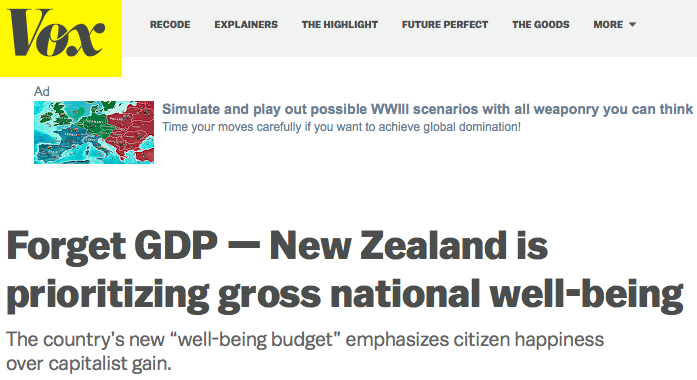 Vox
RECODE EXPLAINERS THE HIGHLIGHT FUTURE PERFECT THE GOODS MORE
Ad
Simulate and play out possible WWIII scenarios with all weaponry you can think
Time your moves carefully if you want to achieve global domination!
Forget GDP — New Zealand is
prioritizing gross national well-being
The country's new “well-being budget” emphasizes citizen happiness
over capitalist gain.